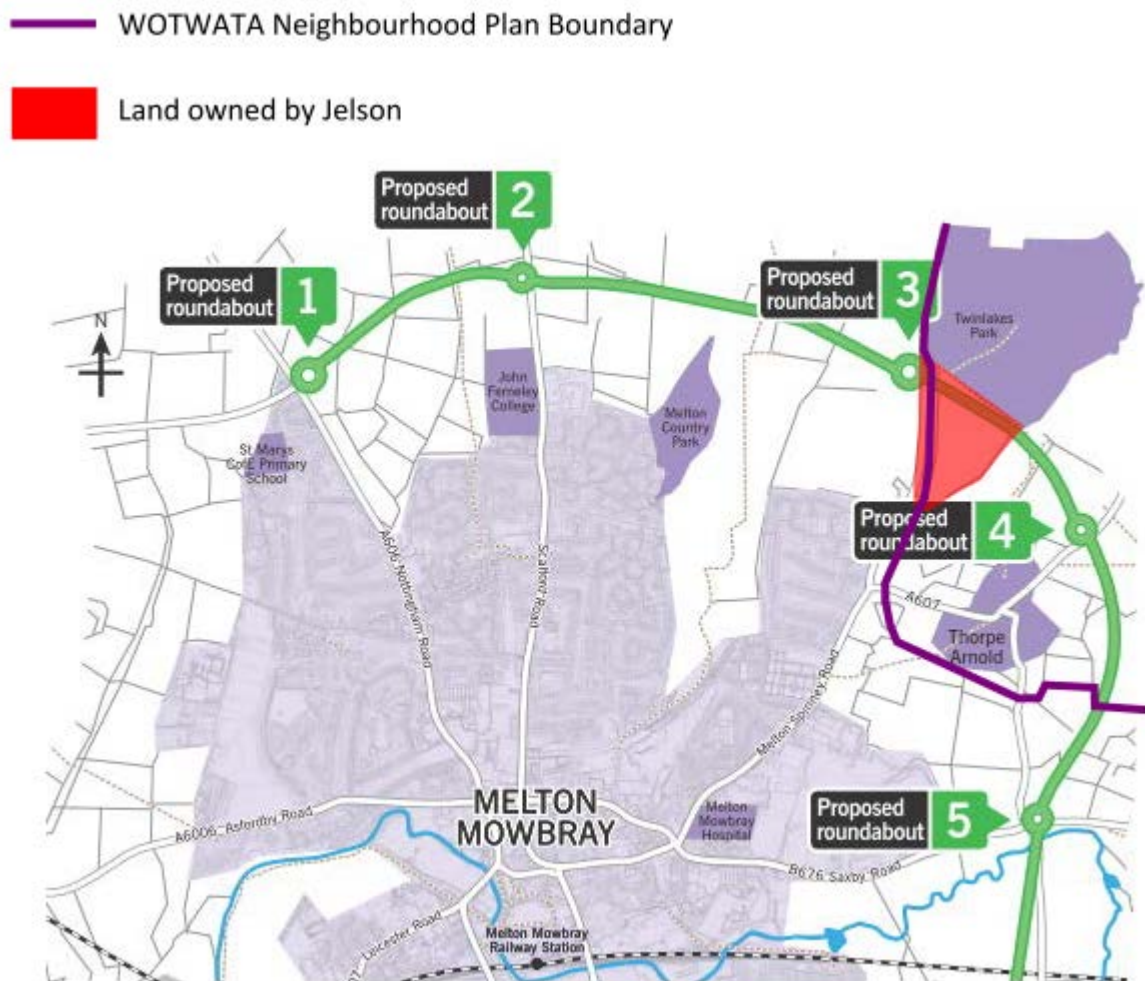 WOTWATA Neighbourhood Plan Boundary
Land owned by Jelson
Proposed
roundabout
2
Proposed
roundabout
1
Proposed
roundabout
3
N
Twinlakes
Park
John
Ferneley
College
Melton
Country
Park
St Marys
CofE Primary
School
Proposed
roundabout
4
A606 Nottingham Road
Scalford Road
A607
Thorpe
Arnold
Melton Spinney Road
MELTON
MOWBRAY
Melton
Mowbray
Hospital
Proposed
roundabout
5
A6006 Asfordby Road
B676 Saxby Road
07 Leicester Road
Melton Mowbray
Railway Station